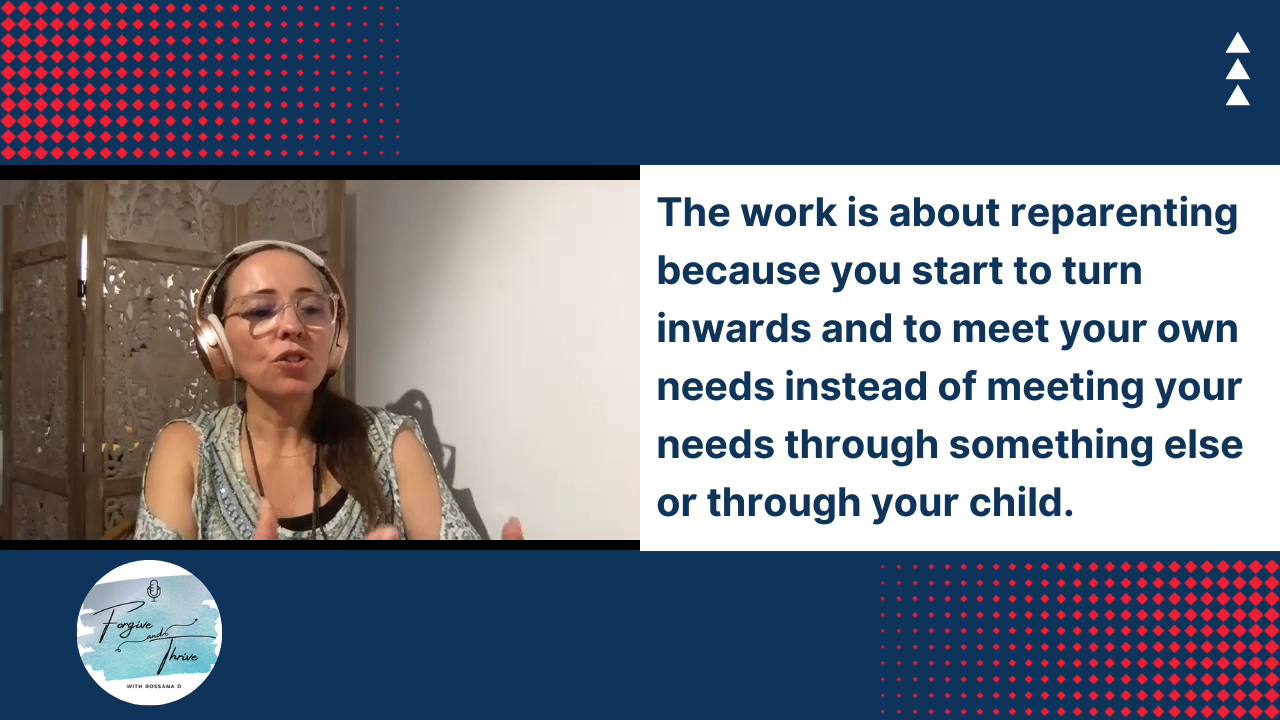 The work is about reparenting
because you start to turn
inwards and to meet your own
needs instead of meeting your
needs through something else
or through your child.
Forgive
and
Thrive
WITH ROSSANA D